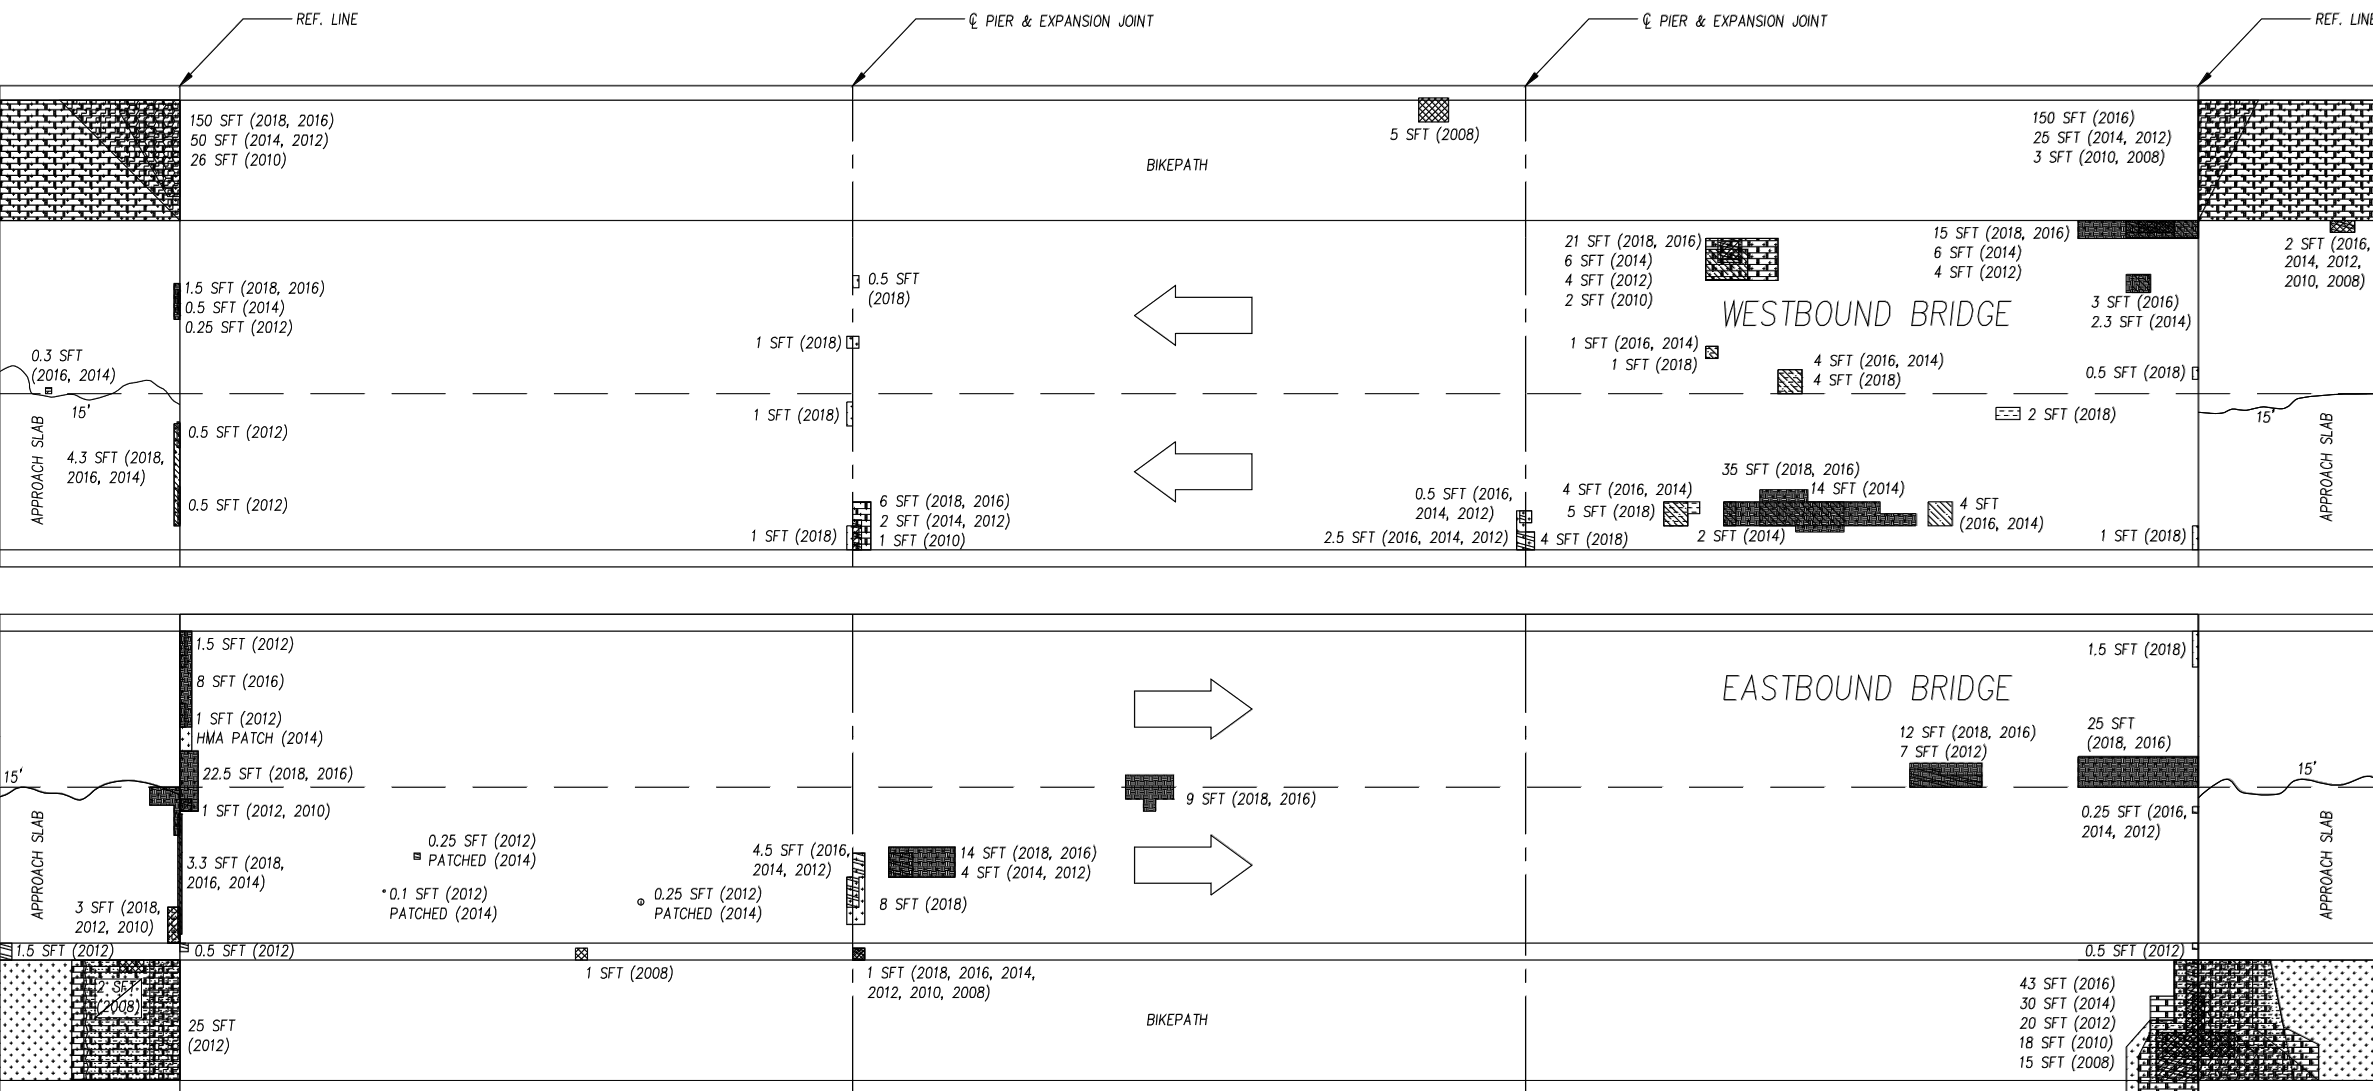 REF. LINE
℄ PIER & EXPANSION JOINT
℄ PIER & EXPANSION JOINT
REF. LINE
150 SFT (2018, 2016)
50 SFT (2014, 2012)
26 SFT (2010)
5 SFT (2008)
BIKEPATH
150 SFT (2016)
25 SFT (2014, 2012)
3 SFT (2010, 2008)
1.5 SFT (2018, 2016)
0.5 SFT (2014)
0.25 SFT (2012)
0.3 SFT
(2016, 2014)
15'
APPROACH SLAB
0.5 SFT (2012)
4.3 SFT (2018,
2016, 2014)
0.5 SFT (2012)
0.5 SFT
(2018)
1 SFT (2018)
1 SFT (2018)
6 SFT (2018, 2016)
2 SFT (2014, 2012)
1 SFT (2018)
1 SFT (2010)
21 SFT (2018, 2016)
6 SFT (2014)
4 SFT (2012)
2 SFT (2010)
15 SFT (2018, 2016)
6 SFT (2014)
4 SFT (2012)
2 SFT (2016,
2014, 2012,
2010, 2008)
3 SFT (2016)
2.3 SFT (2014)
WESTBOUND BRIDGE
1 SFT (2016, 2014)
1 SFT (2018)
4 SFT (2016, 2014)
4 SFT (2018)
0.5 SFT (2018)
2 SFT (2018)
15'
APPROACH SLAB
35 SFT (2018, 2016)
14 SFT (2014)
0.5 SFT (2016,
2014, 2012)
4 SFT (2016, 2014)
5 SFT (2018)
4 SFT
(2016, 2014)
2.5 SFT (2016, 2014, 2012)
4 SFT (2018)
2 SFT (2014)
1 SFT (2018)
1.5 SFT (2012)
8 SFT (2016)
1 SFT (2012)
HMA PATCH (2014)
15'
22.5 SFT (2018, 2016)
1 SFT (2012, 2010)
APPROACH SLAB
3.3 SFT (2018,
2016, 2014)
3 SFT (2018,
2012, 2010)
1.5 SFT (2012)
0.5 SFT (2012)
0.25 SFT (2012)
PATCHED (2014)
0.1 SFT (2012)
PATCHED (2014)
0.25 SFT (2012)
PATCHED (2014)
4.5 SFT (2016,
2014, 2012)
14 SFT (2018, 2016)
4 SFT (2014, 2012)
8 SFT (2018)
9 SFT (2018, 2016)
EASTBOUND BRIDGE
1.5 SFT (2018)
12 SFT (2018, 2016)
7 SFT (2012)
25 SFT
(2018, 2016)
15'
0.25 SFT (2016,
2014, 2012)
APPROACH SLAB
0.5 SFT (2012)
1 SFT (2008)
1 SFT (2018, 2016, 2014,
2012, 2010, 2008)
2 SFT
(2008)
25 SFT
(2012)
BIKEPATH
43 SFT (2016)
30 SFT (2014)
20 SFT (2012)
18 SFT (2010)
15 SFT (2008)